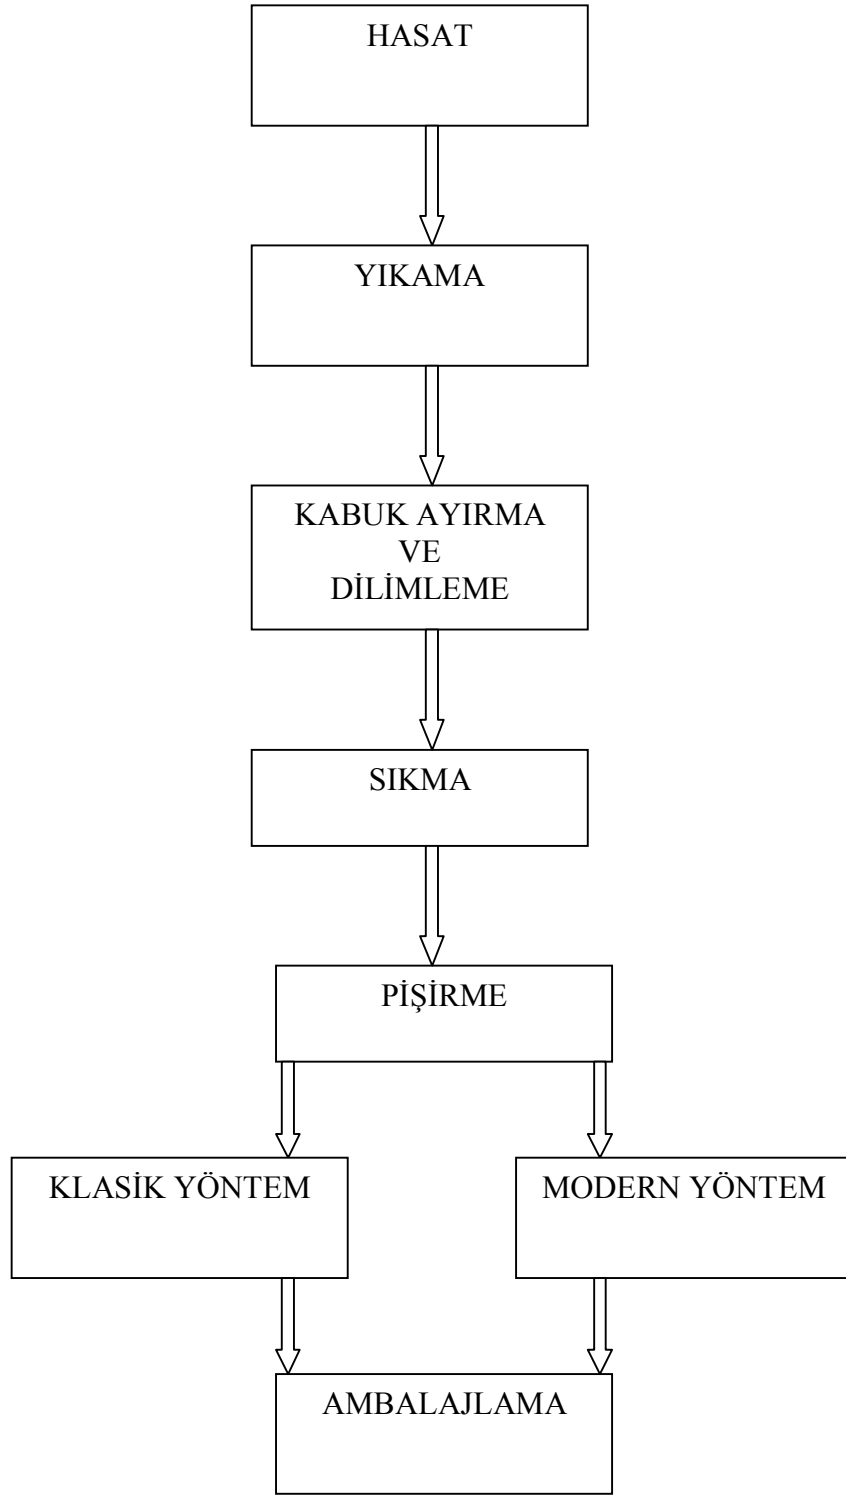 HASAT
YIKAMA
KABUK AYIRMA
VE
DİLİMLEME
SIKMA
PİŞİRME
KLASİK YÖNTEM
MODERN YÖNTEM
AMBALAJLAMA